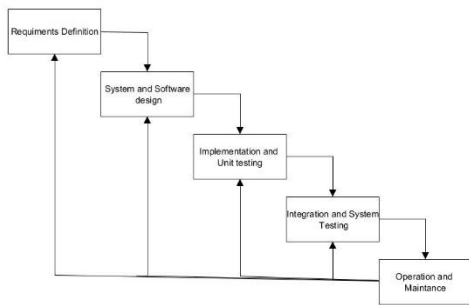 Requiments Definition
System and Software
design
Implementation and
Unit testing
Integration and System
Testing
Operation and
Maintance